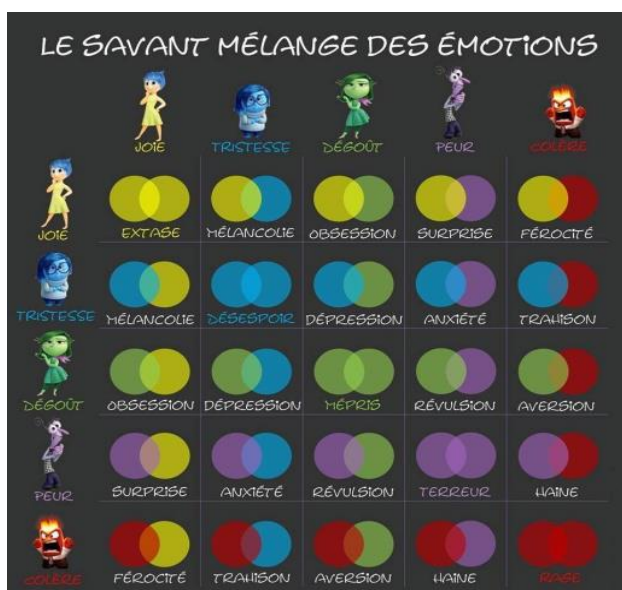 LE SAVANT MÉLANGE DES ÉMOTIONS
JOIE TRISTESSE DÉGOÛT PEUR COLÈRE
JOIE EXTASE MÉLANCOLIE OBSESSION SURPRISE FÉROCITÉ
TRISTESSE MÉLANCOLIE DÉSESPOIR DÉPRESSION ANXIÉTÉ TRAHISON
DÉGOÛT OBSESSION DÉPRESSION MÉPRIS RÉVULSION AVERSION
PEUR SURPRISE ANXIÉTÉ RÉVULSION TERREUR HAINE
COLÈRE FÉROCITÉ TRAHISON AVERSION HAINE RAGE